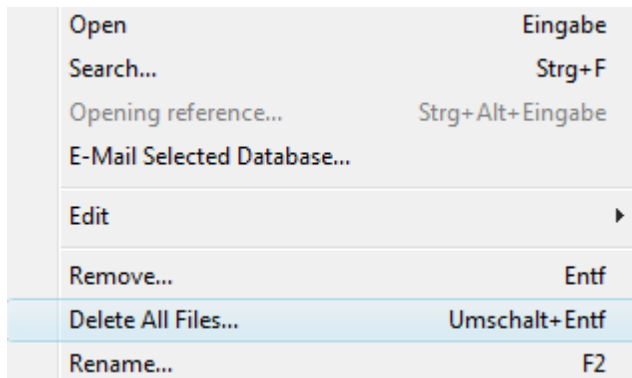 Open Eingabe
Search... Strg+F
Opening reference... Strg+Alt+Eingabe
E-Mail Selected Database...
Edit
Remove... Entf
Delete All Files... Umschalt+Entf
Rename... F2